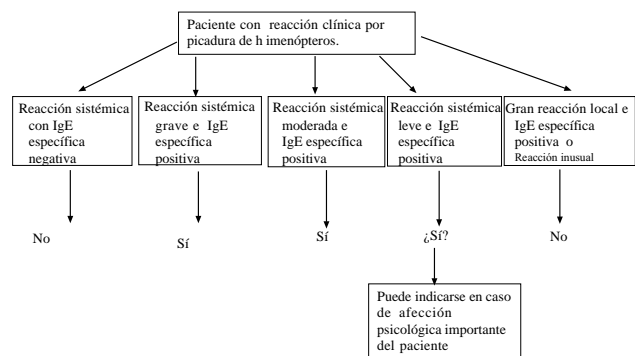 Paciente con reacción clínica por
picadura de h imenópteros.
Reacción sistémica
con IgE
específica
negativa
Reacción sistémica
grave e IgE
específica
positiva
Reacción sistémica
moderada e
IgE específica
positiva
Reacción sistémica
leve e IgE
específica
positiva
Gran reacción local e
IgE específica
positiva o
Reacción inusual
No
Sí
Sí
¿Sí?
No
Puede indicarse en caso
de afección
psicológica importante
del paciente